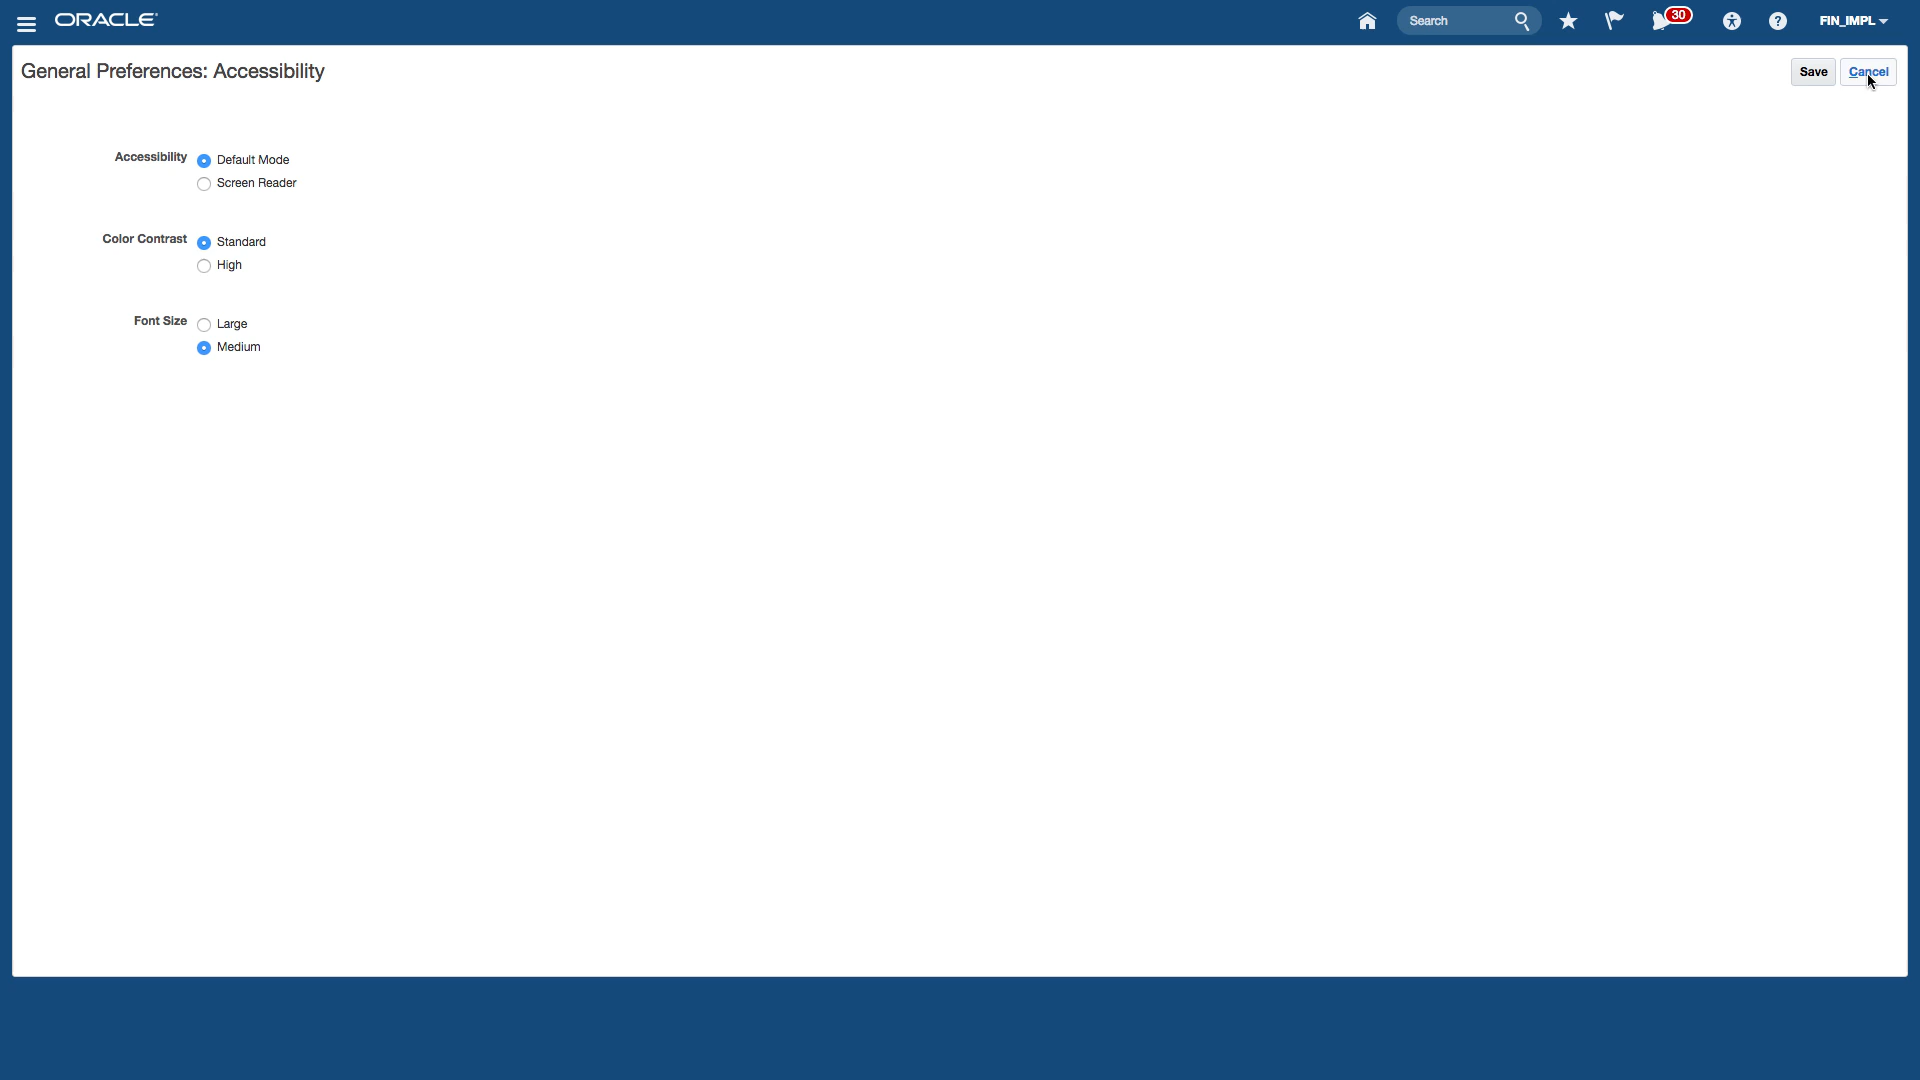 ORACLE
Search
30
FIN_IMPL
General Preferences: Accessibility
Save
Cancel
Accessibility
Default Mode
Screen Reader
Color Contrast
Standard
High
Font Size
Large
Medium